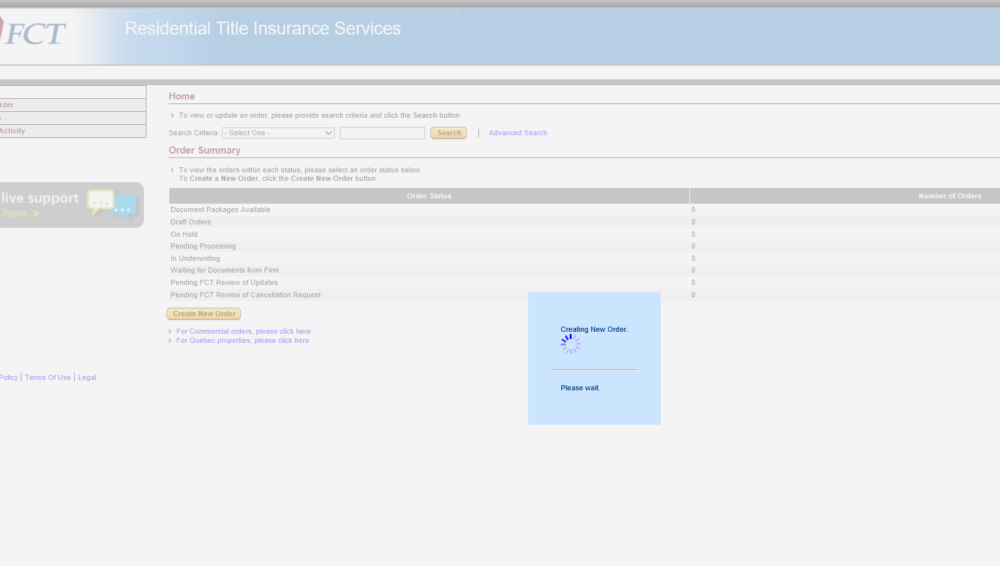 FCT
Residential Title Insurance Services
Home
rder
To view or update an order, please provide search criteria and click the Search button.
Activity
Search Criteria: - Select One - Search | Advanced Search
Order Summary
To view the orders within each status, please select an order status below.
To Create a New Order, click the Create New Order button.
live support
here
Order Status Number of Orders
Document Packages Available 0
Draft Orders 0
On Hold 0
Pending Processing 0
In Underwriting 0
Waiting for Documents from Firm 0
Pending FCT Review of Updates 0
Pending FCT Review of Cancellation Request 0
Create New Order
For Commercial orders, please click here
For Quebec properties, please click here
Creating New Order.
Please wait.
Policy | Terms Of Use | Legal